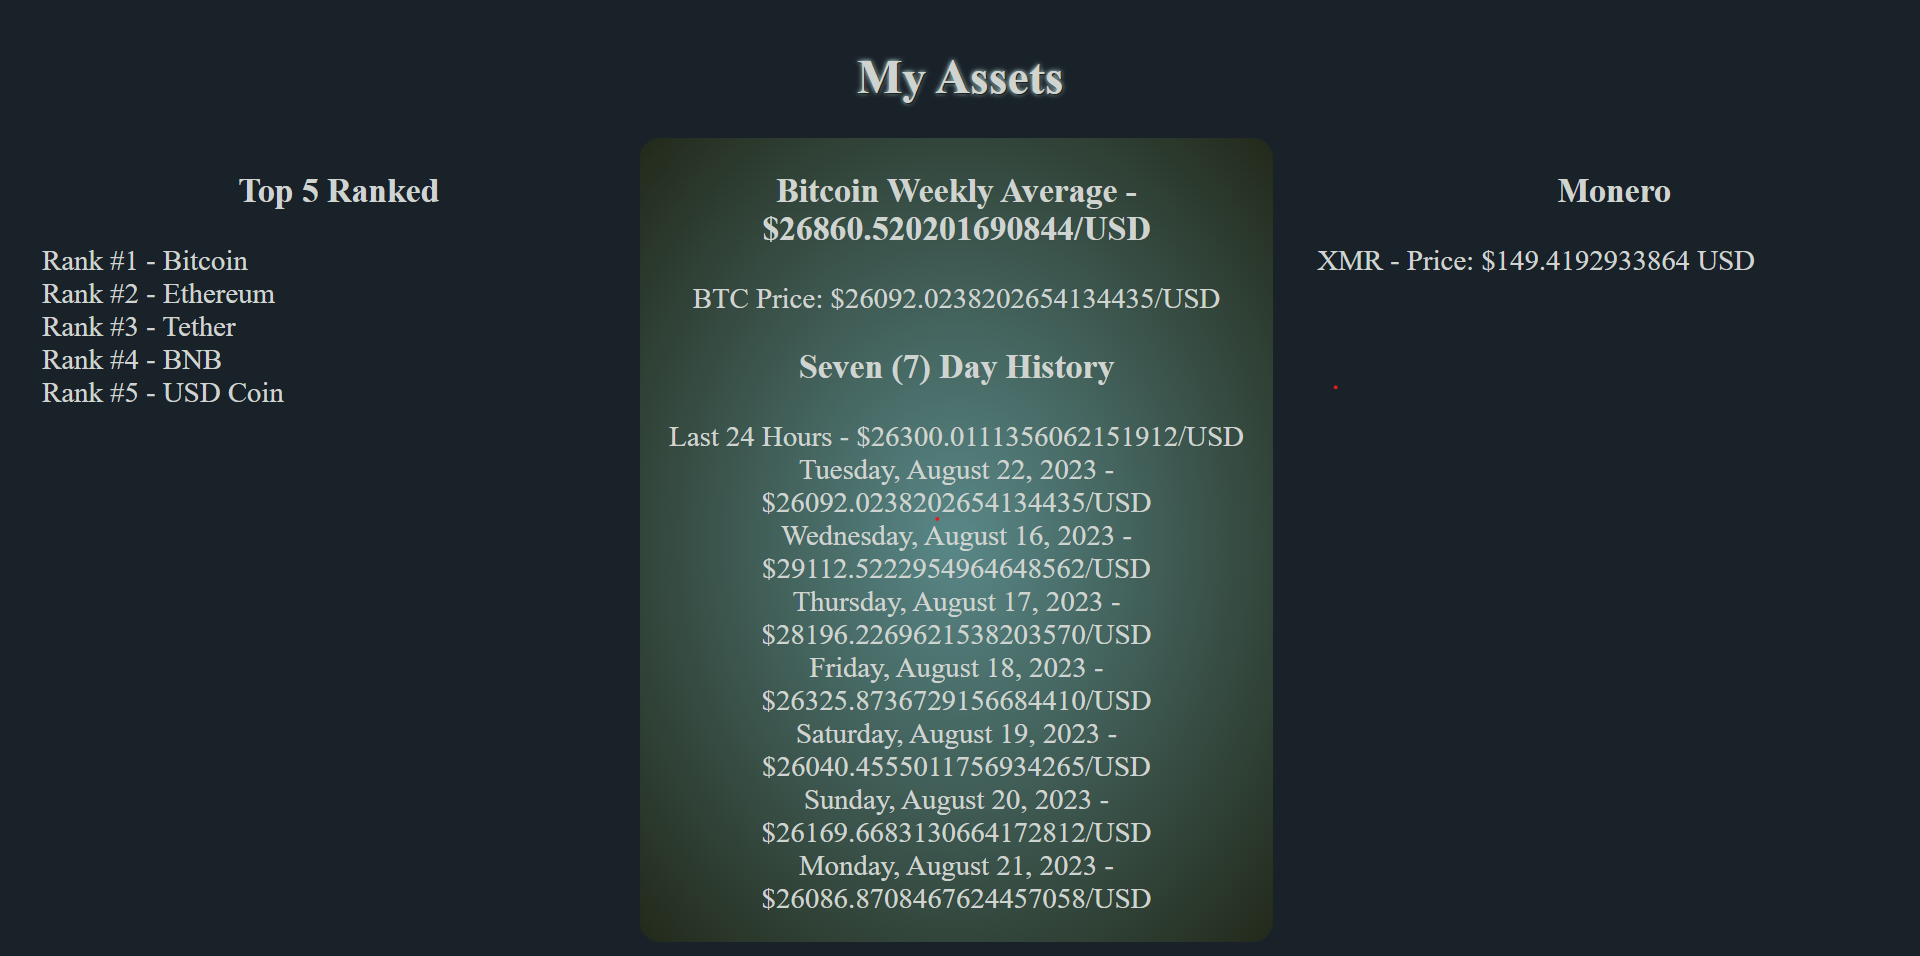 My Assets
Top 5 Ranked
Rank #1 - Bitcoin
Rank #2 - Ethereum
Rank #3 - Tether
Rank #4 - BNB
Rank #5 - USD Coin
Bitcoin Weekly Average -
$26860.520201690844/USD
BTC Price: $26092.0238202654134435/USD
Seven (7) Day History
Last 24 Hours - $26300.0111356062151912/USD
Tuesday, August 22, 2023 -
$26092.0238202654134435/USD
Wednesday, August 16, 2023 -
$29112.5222954964648562/USD
Thursday, August 17, 2023 -
$28196.2269621538203570/USD
Friday, August 18, 2023 -
$26325.8736729156684410/USD
Saturday, August 19, 2023 -
$26040.4555011756934265/USD
Sunday, August 20, 2023 -
$26169.6683130664172812/USD
Monday, August 21, 2023 -
$26086.8708467624457058/USD
Monero
XMR - Price: $149.4192933864 USD